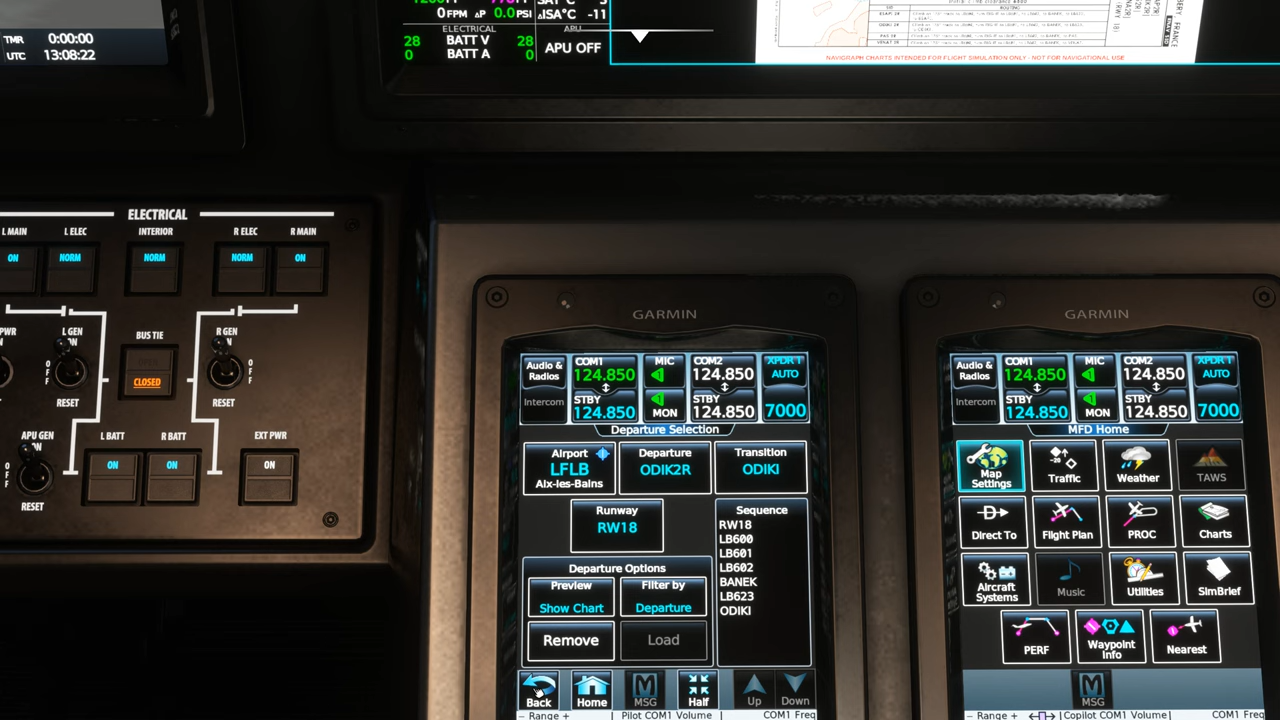 TMR 0:00:00
UTC 13:08:22
0FPM ΔP 0.0PSI
ΔISA°C -11
ELECTRICAL
28 BATT V 28
0 BATT A 0
APU OFF
NAVIGRAPH CHARTS INTENDED FOR FLIGHT SIMULATION ONLY - NOT FOR NAVIGATIONAL USE
ELECTRICAL
L MAIN L ELEC INTERIOR R ELEC R MAIN
ON NORM NORM NORM ON
L GEN
BUS TIE
R GEN
OFF
CLOSED
OFF
RESET
RESET
APU GEN
L BATT R BATT EXT PWR
OFF
ON ON ON
RESET
GARMIN
Audio & Radios
Intercom
COM1
124.850
STBY
124.850
MIC
MON
COM2
124.850
124.850
XPDR1
AUTO
7000
Departure Selection
Airport
LFLB
Aix-les-Bains
Departure
ODIK2R
Transition
ODIKI
Runway
RW18
Sequence
RW18
LB600
LB601
LB602
BANEK
LB623
ODIKI
Departure Options
Preview
Show Chart
Filter by
Departure
Remove
Load
Back
Home
MSG
Half
Up
Down
– Range +
Pilot COM1 Volume
COM1 Freq
GARMIN
Audio & Radios
Intercom
COM1
124.850
STBY
124.850
MIC
MON
COM2
124.850
124.850
XPDR1
AUTO
7000
MFD Home
Map Settings
Traffic
Weather
TAWS
Direct To
Flight Plan
PROC
Charts
Aircraft Systems
Music
Utilities
SimBrief
PERF
Waypoint Info
Nearest
MSG
– Range +
Copilot COM1 Volume
COM1 Freq